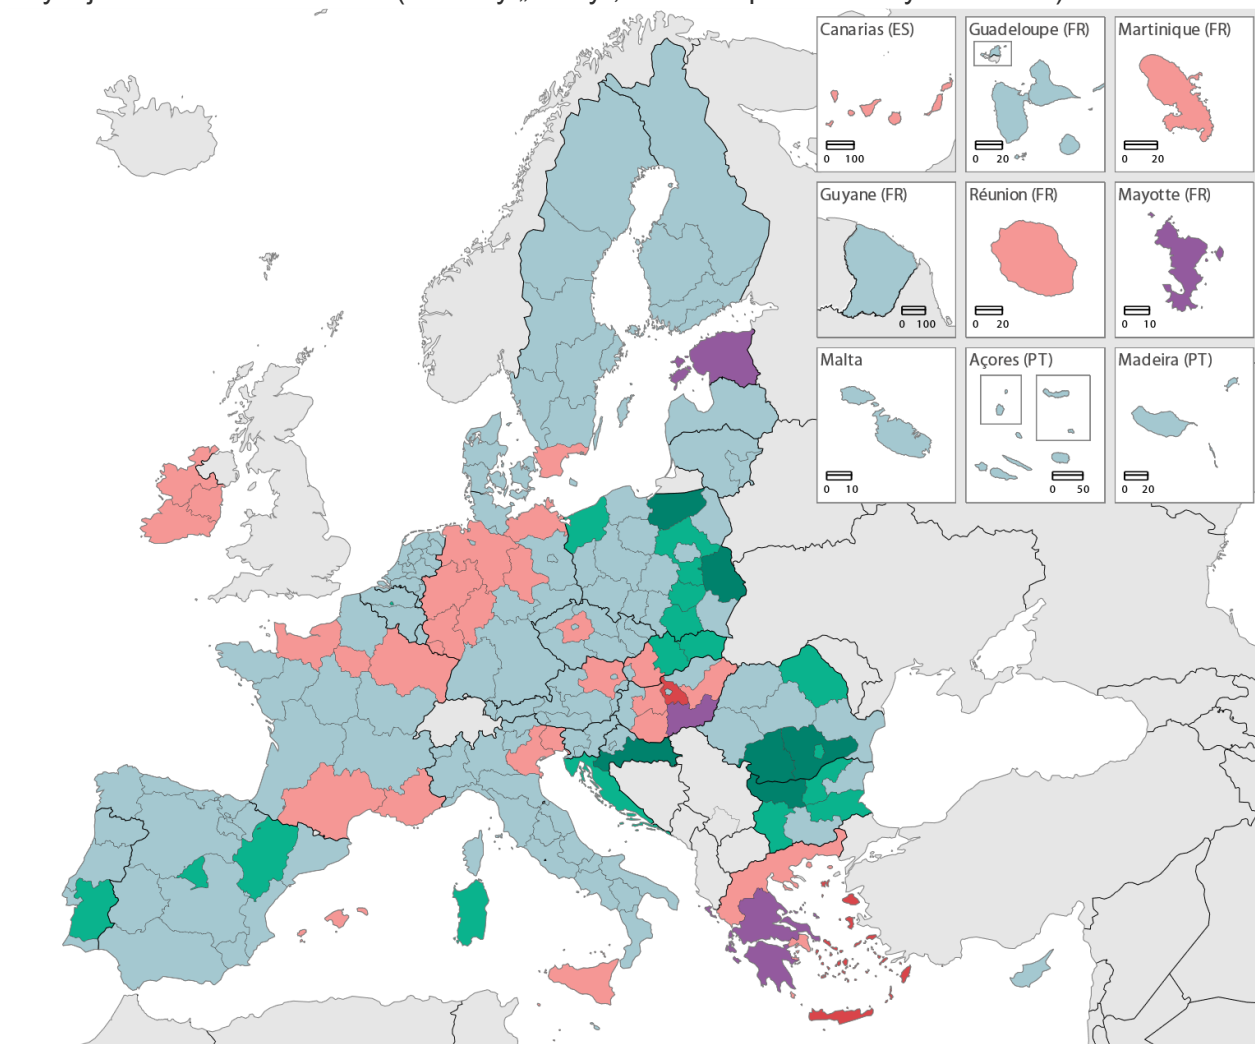 Canarias (ES)
0 100
Guadeloupe (FR)
0 20
Martinique (FR)
0 20
Guyane (FR)
0 100
Réunion (FR)
0 20
Mayotte (FR)
0 10
Malta
0 10
Açores (PT)
0 50
Madeira (PT)
0 20